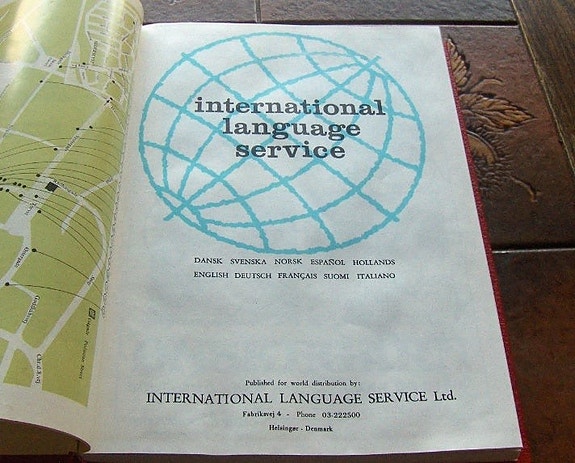 international
language
service
DANSK SVENSKA NORSK ESPAÑOL HOLLANDS
ENGLISH DEUTSCH FRANÇAIS SUOMI ITALIANO
Published for world distribution by:
INTERNATIONAL LANGUAGE SERVICE Ltd.
Fabriksvej 4 - Phone 03-222500
Helsingør - Denmark